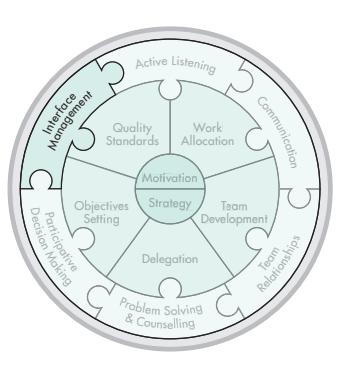 Active Listening
Interface
Management
Communication
Quality
Standards
Work
Allocation
Motivation
Strategy
Objectives
Setting
Team
Development
Participative
Decision Making
Delegation
Team
Relationships
Problem Solving
& Counselling